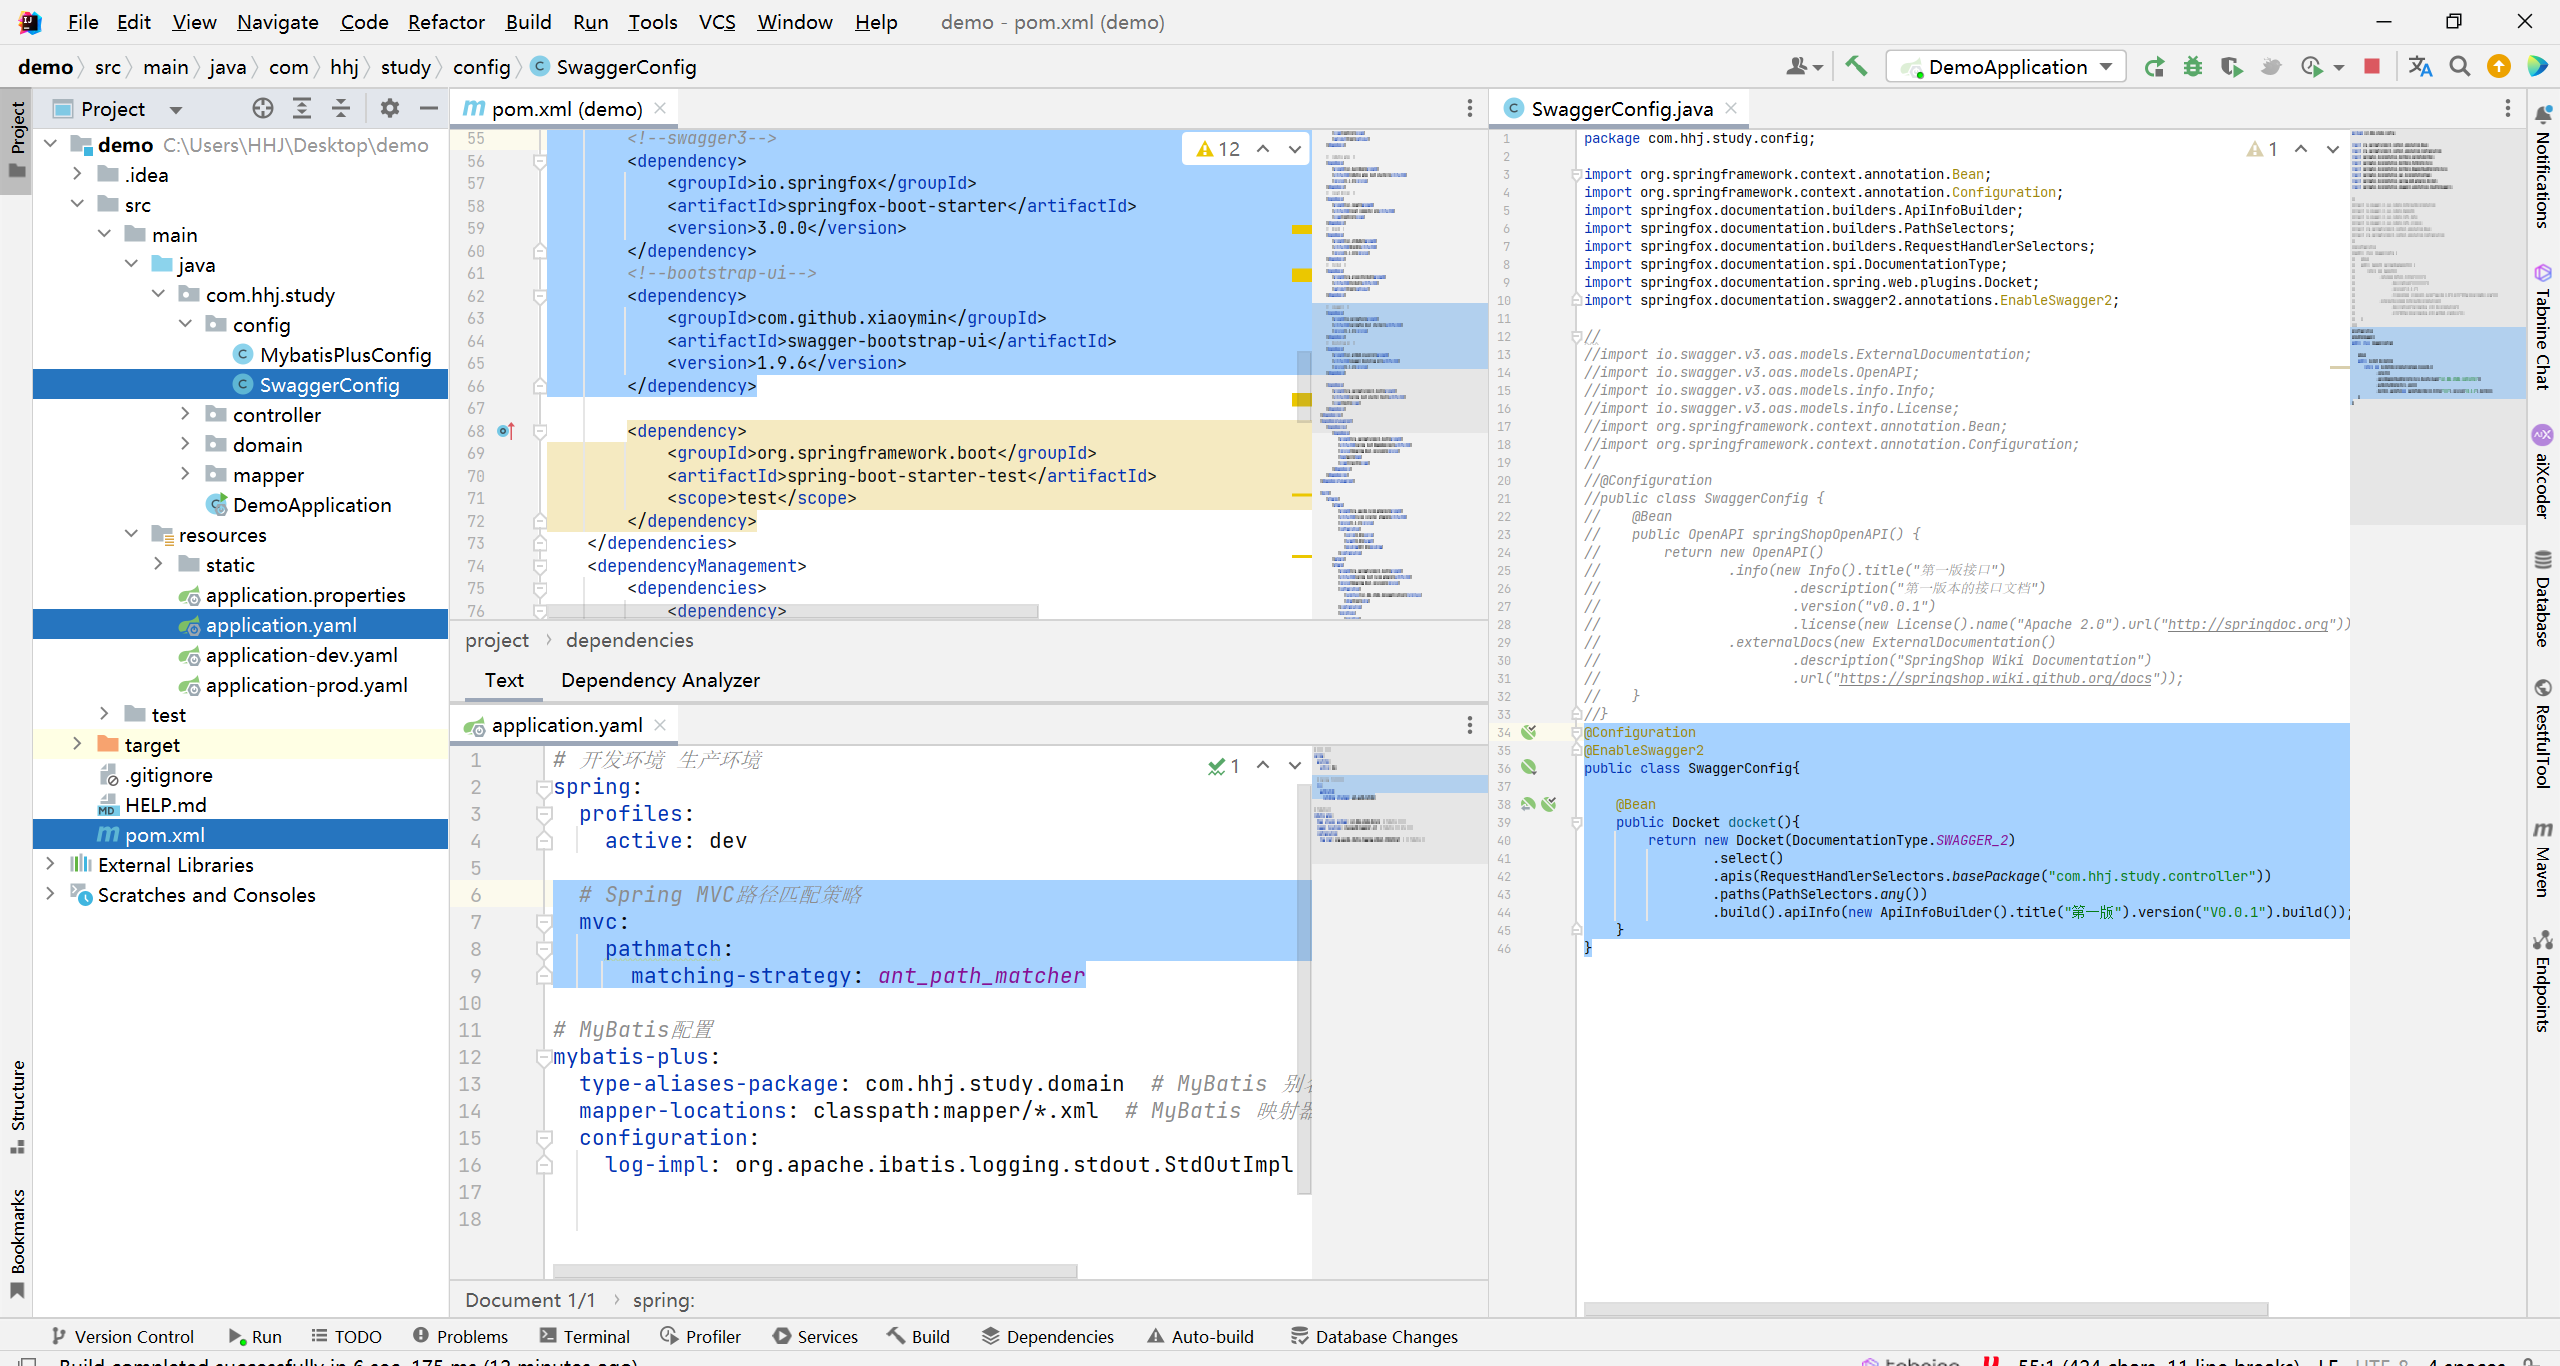 File Edit View Navigate Code Refactor Build Run Tools VCS Window Help demo - pom.xml (demo)
demo src main java com hhj study config SwaggerConfig
DemoApplication
Project
demo C:\Users\HHJ\Desktop\demo
.idea
src
main
java
com.hhj.study
config
MybatisPlusConfig
SwaggerConfig
controller
domain
mapper
DemoApplication
resources
static
application.properties
application.yaml
application-dev.yaml
application-prod.yaml
test
target
.gitignore
HELP.md
pom.xml
External Libraries
Scratches and Consoles
Project
Structure
Bookmarks
pom.xml (demo)
12
55 <!--swagger3-->
56 <dependency>
57 <groupId>io.springfox</groupId>
58 <artifactId>springfox-boot-starter</artifactId>
59 <version>3.0.0</version>
60 </dependency>
61 <!--bootstrap-ui-->
62 <dependency>
63 <groupId>com.github.xiaoymin</groupId>
64 <artifactId>swagger-bootstrap-ui</artifactId>
65 <version>1.9.6</version>
66 </dependency>
67
68 <dependency>
69 <groupId>org.springframework.boot</groupId>
70 <artifactId>spring-boot-starter-test</artifactId>
71 <scope>test</scope>
72 </dependency>
73 </dependencies>
74 <dependencyManagement>
75 <dependencies>
76 <dependency>
project dependencies
Text Dependency Analyzer
application.yaml
1
1 # 开发环境 生产环境
2 spring:
3 profiles:
4 active: dev
5
6 # Spring MVC路径匹配策略
7 mvc:
8 pathmatch:
9 matching-strategy: ant_path_matcher
10
11 # MyBatis配置
12 mybatis-plus:
13 type-aliases-package: com.hhj.study.domain # MyBatis 别
14 mapper-locations: classpath:mapper/*.xml # MyBatis 映射
15 configuration:
16 log-impl: org.apache.ibatis.logging.stdout.StdOutImpl
17
18
Document 1/1 spring:
SwaggerConfig.java
1
1 package com.hhj.study.config;
2
3 import org.springframework.context.annotation.Bean;
4 import org.springframework.context.annotation.Configuration;
5 import springfox.documentation.builders.ApiInfoBuilder;
6 import springfox.documentation.builders.PathSelectors;
7 import springfox.documentation.builders.RequestHandlerSelectors;
8 import springfox.documentation.spi.DocumentationType;
9 import springfox.documentation.spring.web.plugins.Docket;
10 import springfox.documentation.swagger2.annotations.EnableSwagger2;
11
12 //
13 //import io.swagger.v3.oas.models.ExternalDocumentation;
14 //import io.swagger.v3.oas.models.OpenAPI;
15 //import io.swagger.v3.oas.models.info.Info;
16 //import io.swagger.v3.oas.models.info.License;
17 //import org.springframework.context.annotation.Bean;
18 //import org.springframework.context.annotation.Configuration;
19 //
20 //@Configuration
21 //public class SwaggerConfig {
22 // @Bean
23 // public OpenAPI springShopOpenAPI() {
24 // return new OpenAPI()
25 // .info(new Info().title("第一版接口")
26 // .description("第一版本的接口文档")
27 // .version("v0.0.1")
28 // .license(new License().name("Apache 2.0").url("http://springdoc.org"))
29 // .externalDocs(new ExternalDocumentation()
30 // .description("SpringShop Wiki Documentation")
31 // .url("https://springshop.wiki.github.org/docs"));
32 // }
33 //}
34 @Configuration
35 @EnableSwagger2
36 public class SwaggerConfig{
37
38 @Bean
39 public Docket docket(){
40 return new Docket(DocumentationType.SWAGGER_2)
41 .select()
42 .apis(RequestHandlerSelectors.basePackage("com.hhj.study.controller"))
43 .paths(PathSelectors.any())
44 .build().apiInfo(new ApiInfoBuilder().title("第一版").version("V0.0.1").build());
45 }
46 }
Notifications
Tabnine Chat
aiXcoder
Database
RestfulTool
Maven
Endpoints
Version Control Run TODO Problems Terminal Profiler Services Build Dependencies Auto-build Database Changes
Build completed successfully in 6 sec, 175 ms (12 minutes ago) tabnine 55:1 (424 chars, 11 line breaks) LF UTF-8 4 spaces